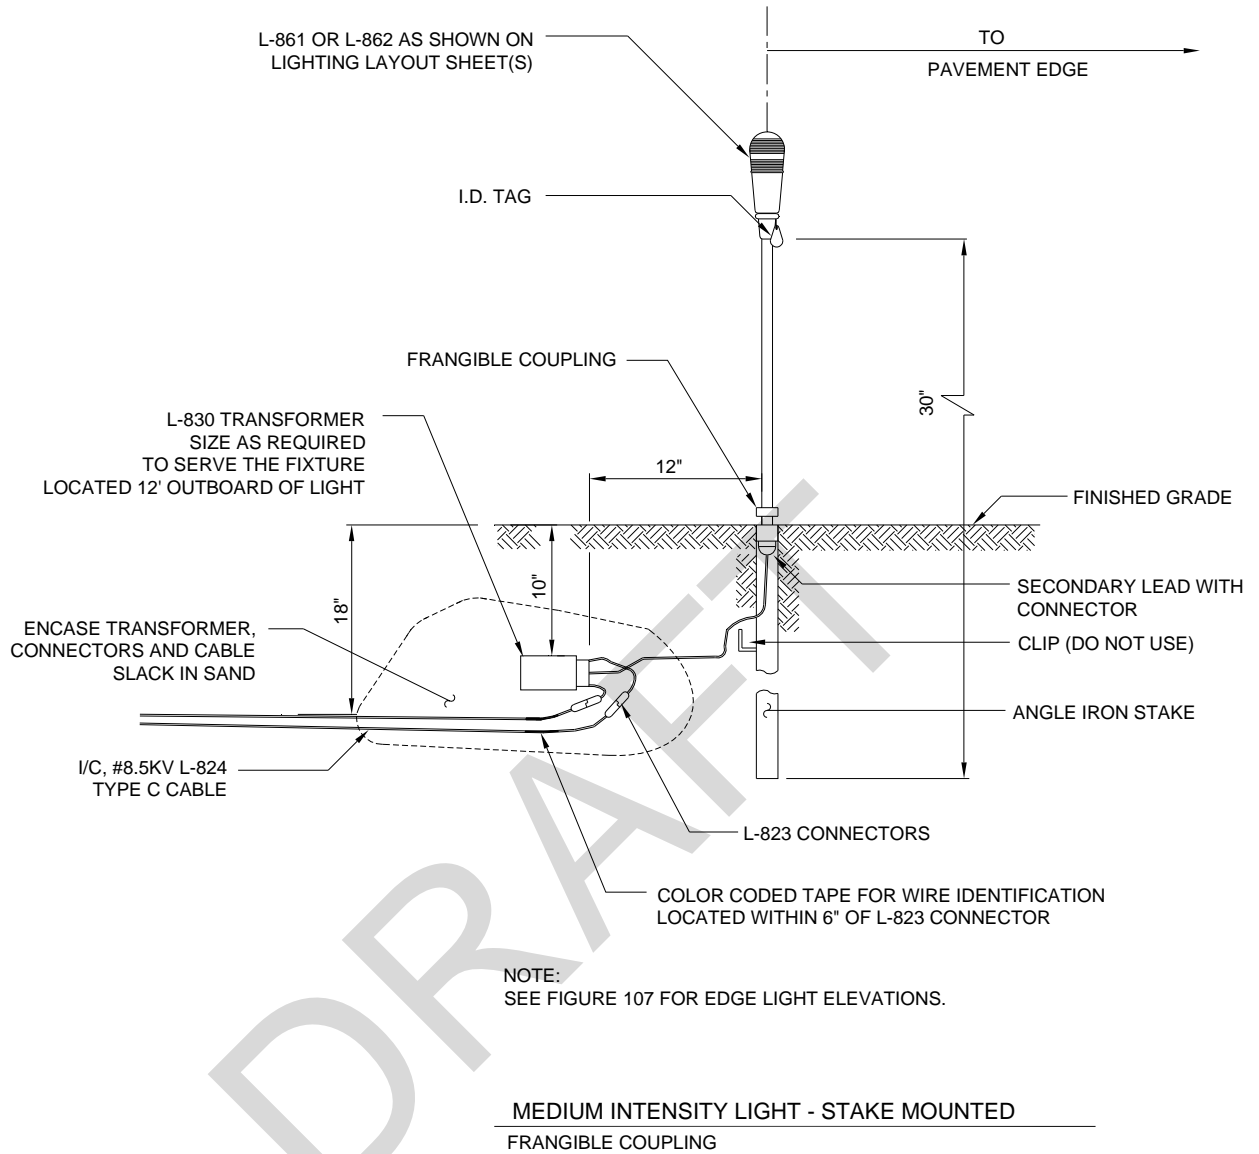 L-861 OR L-862 AS SHOWN ON
LIGHTING LAYOUT SHEET(S)
TO
PAVEMENT EDGE
I.D. TAG
FRANGIBLE COUPLING
30"
L-830 TRANSFORMER
SIZE AS REQUIRED
TO SERVE THE FIXTURE
LOCATED 12' OUTBOARD OF LIGHT
12"
FINISHED GRADE
18"
10"
SECONDARY LEAD WITH
CONNECTOR
ENCASE TRANSFORMER,
CONNECTORS AND CABLE
SLACK IN SAND
CLIP (DO NOT USE)
ANGLE IRON STAKE
I/C, #8.5KV L-824
TYPE C CABLE
L-823 CONNECTORS
COLOR CODED TAPE FOR WIRE IDENTIFICATION
LOCATED WITHIN 6" OF L-823 CONNECTOR
NOTE:
SEE FIGURE 107 FOR EDGE LIGHT ELEVATIONS.
DRAFT
MEDIUM INTENSITY LIGHT - STAKE MOUNTED
FRANGIBLE COUPLING